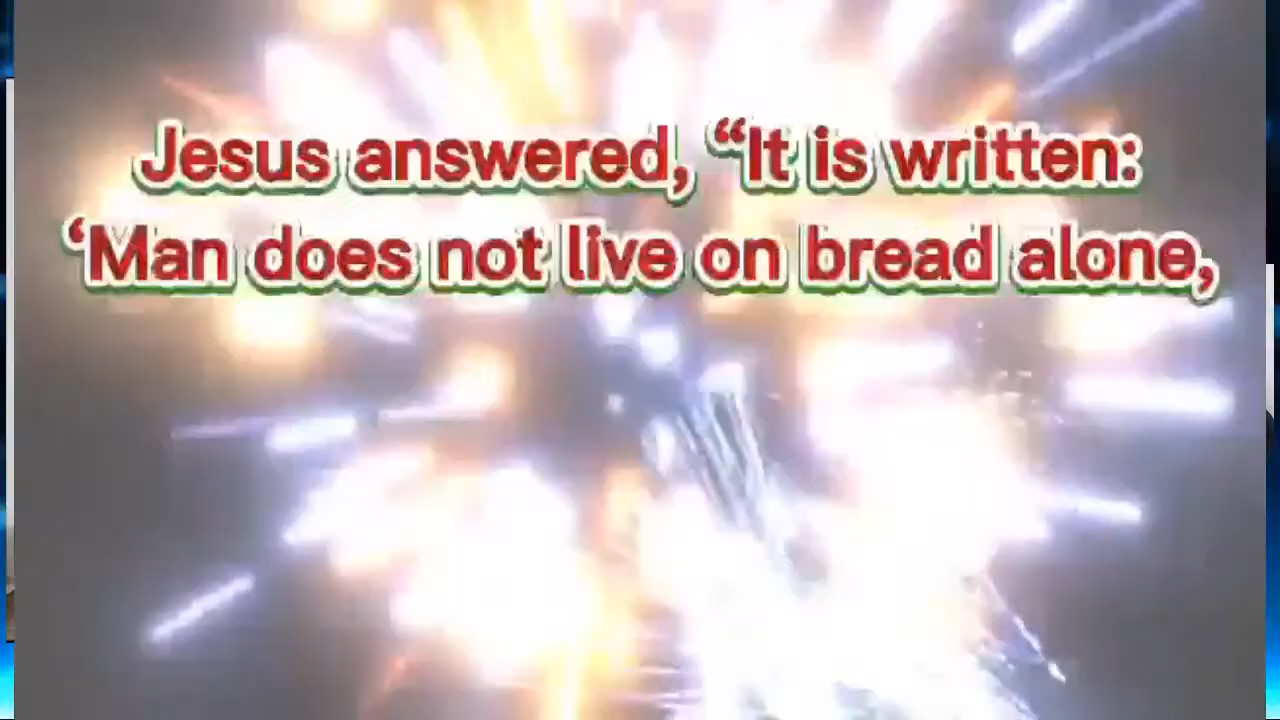 Jesus answered, “It is written:
‘Man does not live on bread alone,